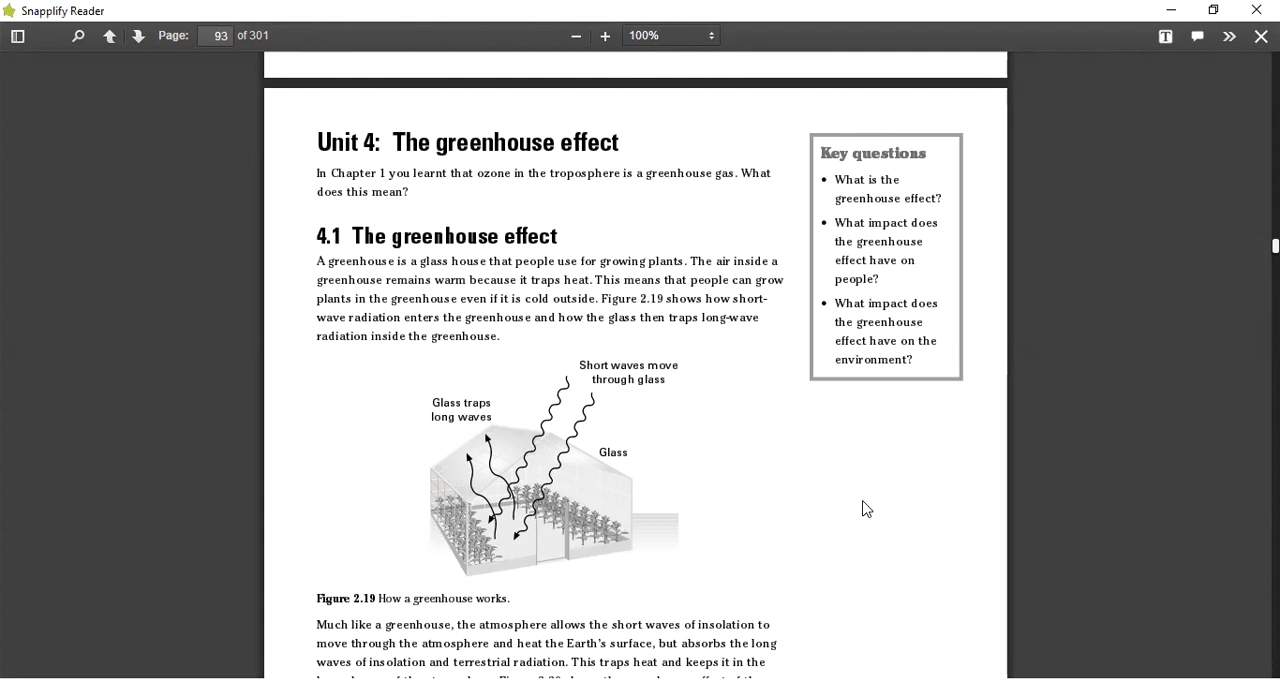 Snapplify Reader
Page: 93 of 301
100%
Unit 4: The greenhouse effect
In Chapter 1 you learnt that ozone in the troposphere is a greenhouse gas. What
does this mean?
4.1 The greenhouse effect
A greenhouse is a glass house that people use for growing plants. The air inside a
greenhouse remains warm because it traps heat. This means that people can grow
plants in the greenhouse even if it is cold outside. Figure 2.19 shows how short-
wave radiation enters the greenhouse and how the glass then traps long-wave
radiation inside the greenhouse.
Short waves move
through glass
Glass traps
long waves
Glass
Figure 2.19 How a greenhouse works.
Much like a greenhouse, the atmosphere allows the short waves of insolation to
move through the atmosphere and heat the Earth's surface, but absorbs the long
waves of insolation and terrestrial radiation. This traps heat and keeps it in the
Key questions
• What is the
greenhouse effect?
• What impact does
the greenhouse
effect have on
people?
• What impact does
the greenhouse
effect have on the
environment?